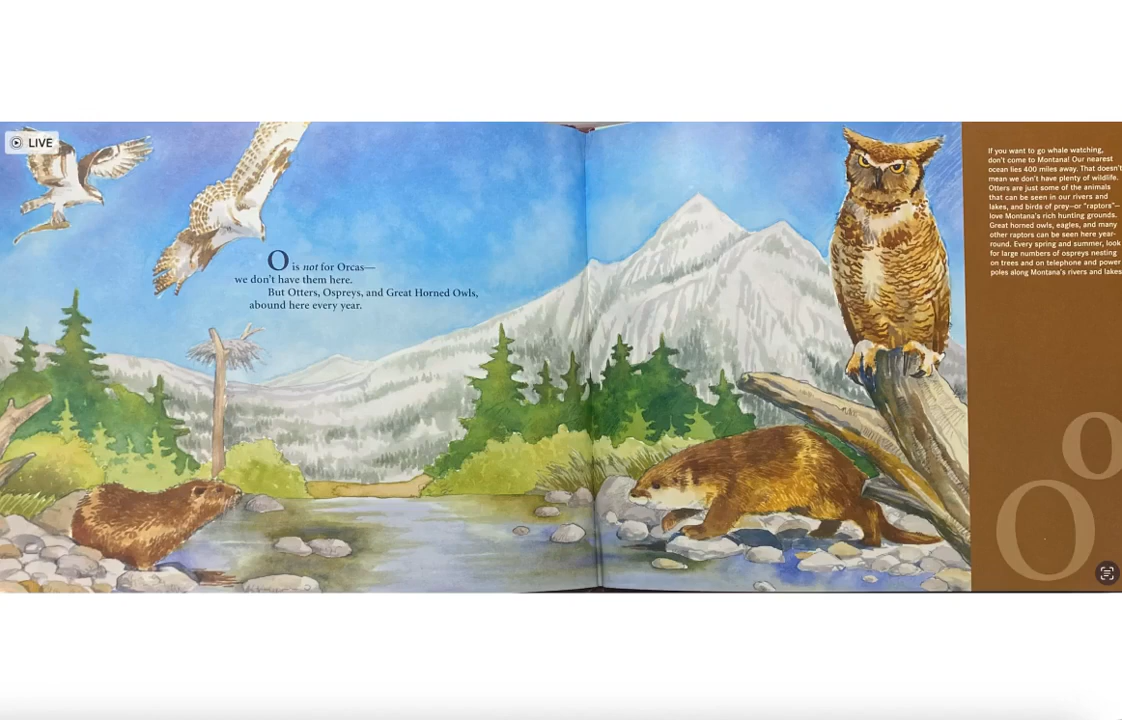 LIVE
O is not for Orcas—
we don't have them here.
But Otters, Ospreys, and Great Horned Owls,
abound here every year.
If you want to go whale watching,
don't come to Montana! Our nearest
ocean lies 400 miles away. That doesn't
mean we don't have plenty of wildlife.
Otters are just some of the animals
that can be seen in our rivers and
lakes, and birds of prey—or "raptors"—
love Montana's rich hunting grounds.
Great horned owls, eagles, and many
other raptors can be seen here year-
round. Every spring and summer, look
for large numbers of ospreys nesting
on trees and on telephone and power
poles along Montana's rivers and lakes
o
O